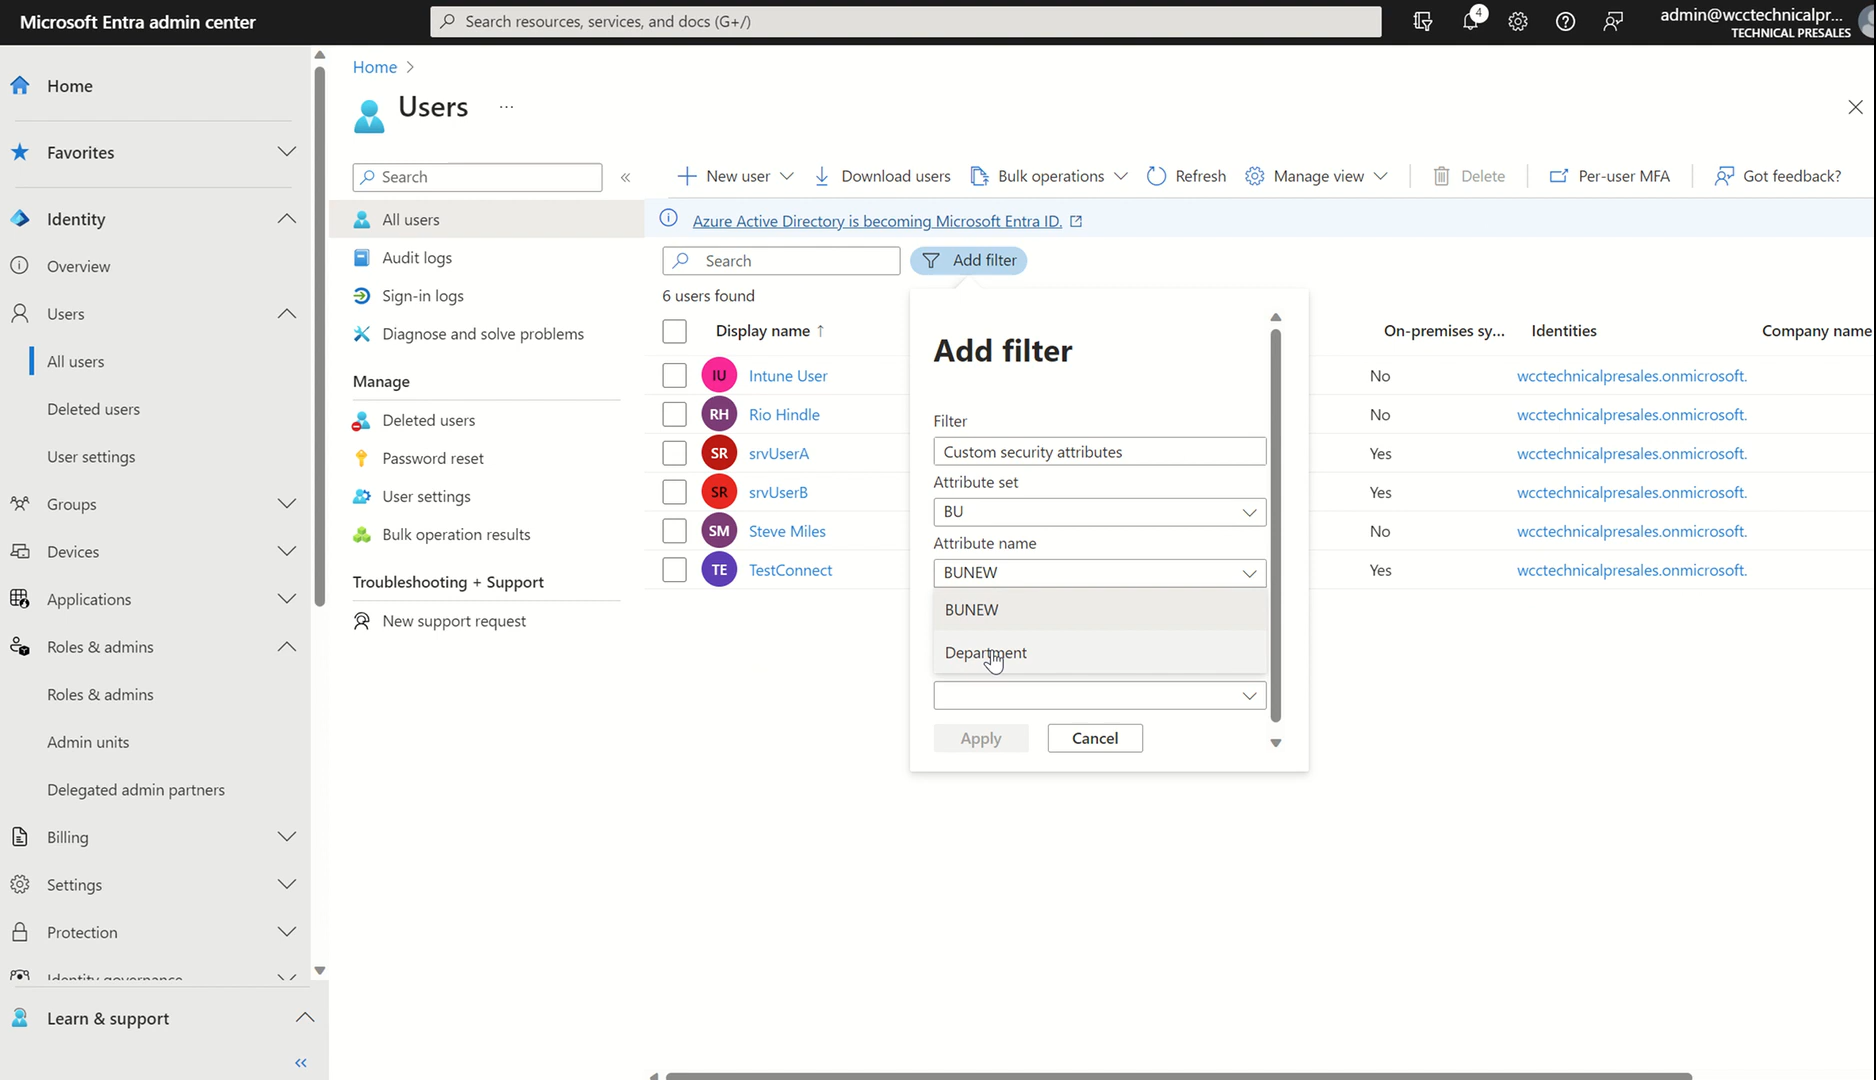 Microsoft Entra admin center
Search resources, services, and docs (G+/)
4
admin@wcctechnicalpr...
TECHNICAL PRESALES
Home
Favorites
Identity
Overview
Users
All users
Deleted users
User settings
Groups
Devices
Applications
Roles & admins
Roles & admins
Admin units
Delegated admin partners
Billing
Settings
Protection
Identity governance
Learn & support
Home
Users
...
Search
All users
Audit logs
Sign-in logs
Diagnose and solve problems
Manage
Deleted users
Password reset
User settings
Bulk operation results
Troubleshooting + Support
New support request
New user
Download users
Bulk operations
Refresh
Manage view
Delete
Per-user MFA
Got feedback?
Azure Active Directory is becoming Microsoft Entra ID.
Search
Add filter
6 users found
Display name ↑
On-premises sy...
Identities
Company name
IU Intune User No wcctechnicalpresales.onmicrosoft.
RH Rio Hindle No wcctechnicalpresales.onmicrosoft.
SR srvUserA Yes wcctechnicalpresales.onmicrosoft.
SR srvUserB Yes wcctechnicalpresales.onmicrosoft.
SM Steve Miles No wcctechnicalpresales.onmicrosoft.
TE TestConnect Yes wcctechnicalpresales.onmicrosoft.
Add filter
Filter
Custom security attributes
Attribute set
BU
Attribute name
BUNEW
BUNEW
Department
Apply
Cancel